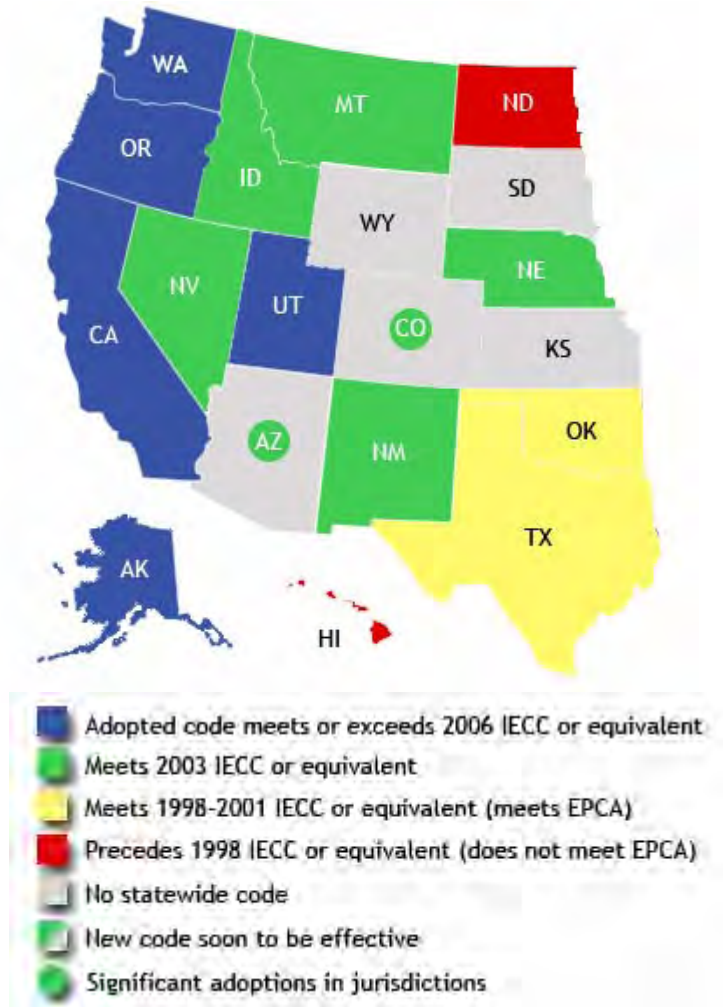 WA
MT
ND
OR
ID
SD
WY
NE
NV
UT
CO
CA
KS
AZ
NM
OK
TX
AK
HI
Adopted code meets or exceeds 2006 IECC or equivalent
Meets 2003 IECC or equivalent
Meets 1998-2001 IECC or equivalent (meets EPCA)
Precedes 1998 IECC or equivalent (does not meet EPCA)
No statewide code
New code soon to be effective
Significant adoptions in jurisdictions